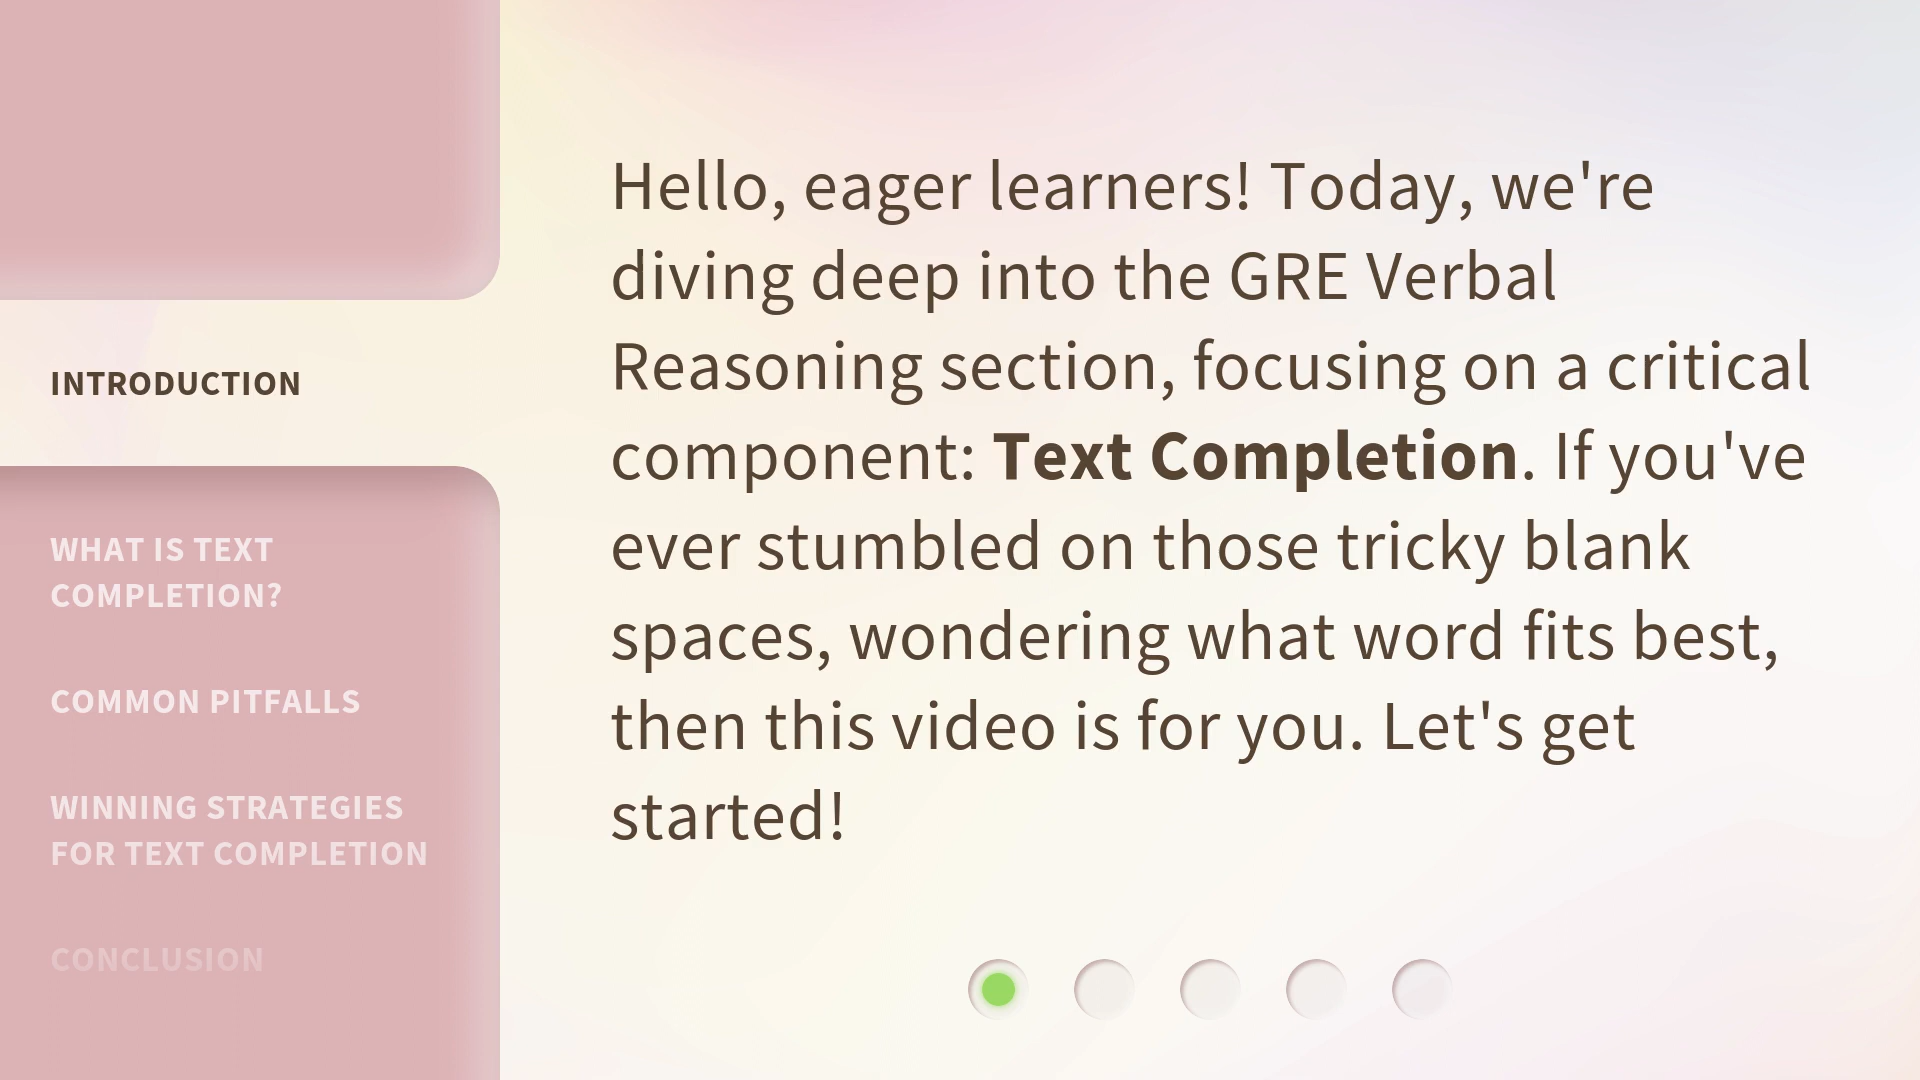 INTRODUCTION
WHAT IS TEXT
COMPLETION?
COMMON PITFALLS
WINNING STRATEGIES
FOR TEXT COMPLETION
CONCLUSION
Hello, eager learners! Today, we're
diving deep into the GRE Verbal
Reasoning section, focusing on a critical
component: Text Completion. If you've
ever stumbled on those tricky blank
spaces, wondering what word fits best,
then this video is for you. Let's get
started!